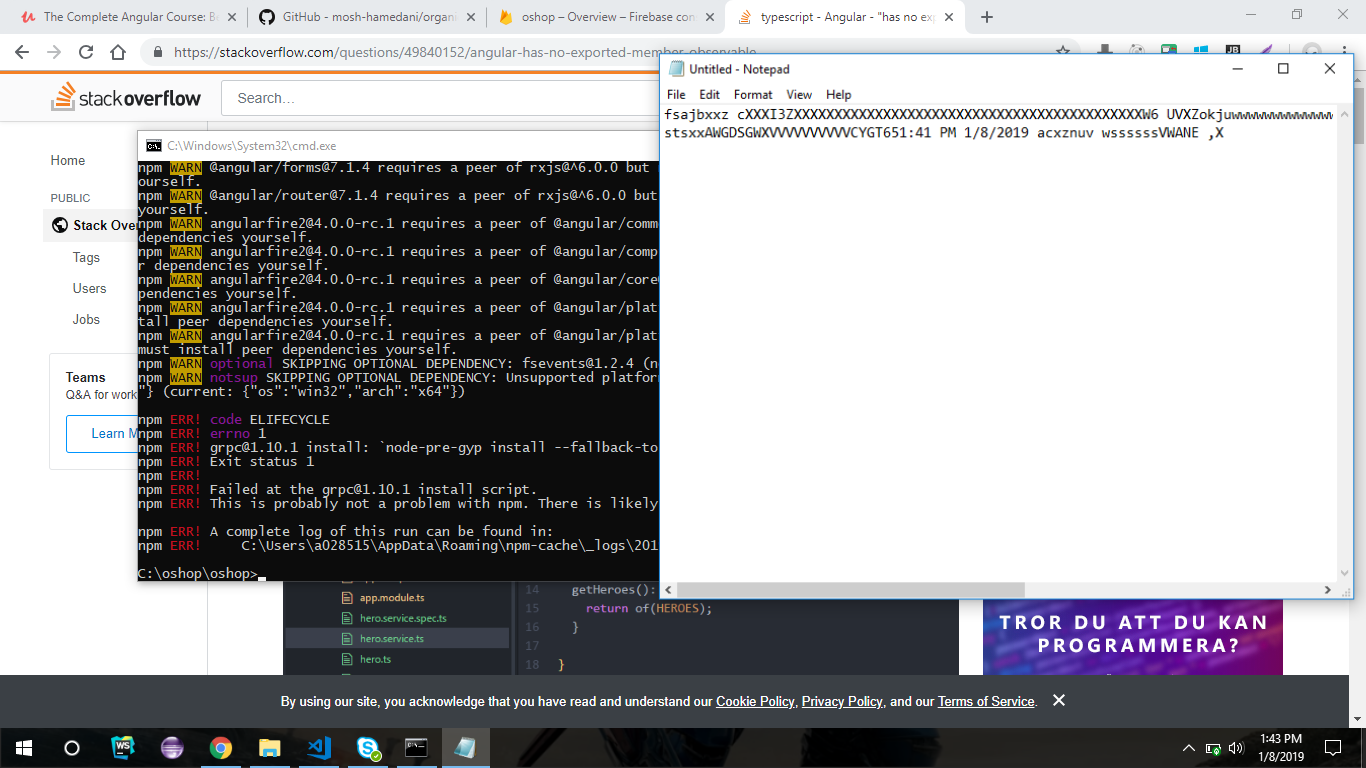 The Complete Angular Course: Be
GitHub - mosh-hamedani/organi
oshop – Overview – Firebase con
typescript - Angular - "has no exp
https://stackoverflow.com/questions/49840152/angular-has-no-exported-member-observable
stackoverflow
Search…
Home
PUBLIC
Stack Over
Tags
Users
Jobs
Teams
Q&A for work
Learn M
C:\Windows\System32\cmd.exe
npm WARN @angular/forms@7.1.4 requires a peer of rxjs@^6.0.0 but
ourself.
npm WARN @angular/router@7.1.4 requires a peer of rxjs@^6.0.0 but
yourself.
npm WARN angularfire2@4.0.0-rc.1 requires a peer of @angular/comm
dependencies yourself.
npm WARN angularfire2@4.0.0-rc.1 requires a peer of @angular/comp
r dependencies yourself.
npm WARN angularfire2@4.0.0-rc.1 requires a peer of @angular/core
pendencies yourself.
npm WARN angularfire2@4.0.0-rc.1 requires a peer of @angular/plat
tall peer dependencies yourself.
npm WARN angularfire2@4.0.0-rc.1 requires a peer of @angular/plat
must install peer dependencies yourself.
npm WARN optional SKIPPING OPTIONAL DEPENDENCY: fsevents@1.2.4 (n
npm WARN notsup SKIPPING OPTIONAL DEPENDENCY: Unsupported platfor
"} (current: {"os":"win32","arch":"x64"})
npm ERR! code ELIFECYCLE
npm ERR! errno 1
npm ERR! grpc@1.10.1 install: `node-pre-gyp install --fallback-to
npm ERR! Exit status 1
npm ERR!
npm ERR! Failed at the grpc@1.10.1 install script.
npm ERR! This is probably not a problem with npm. There is likely
npm ERR! A complete log of this run can be found in:
npm ERR!     C:\Users\a028515\AppData\Roaming\npm-cache\_logs\201
C:\oshop\oshop>
Untitled - Notepad
File Edit Format View Help
stsxxAWGDSGWXVVVVVVVVVVCYGT651:41 PM 1/8/2019 acxznuv wssssssVWANE ,X
app.module.ts
hero.service.spec.ts
hero.service.ts
hero.ts
14 getHeroes():
15 return of(HEROES);
16 }
17
18 }
TROR DU ATT DU KAN
PROGRAMMERA?
By using our site, you acknowledge that you have read and understand our Cookie Policy, Privacy Policy, and our Terms of Service.
1:43 PM
1/8/2019